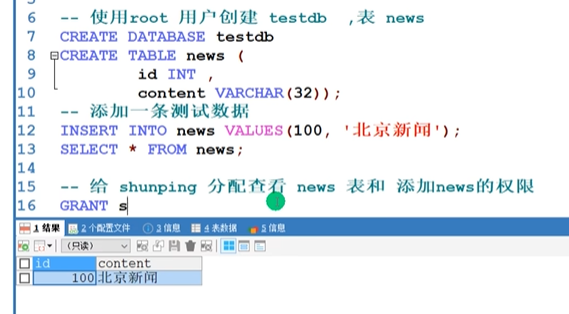 6 -- 使用root 用户创建 testdb ,表 news
7 CREATE DATABASE testdb
8 CREATE TABLE news (
9 id INT ,
10 content VARCHAR(32));
11 -- 添加一条测试数据
12 INSERT INTO news VALUES(100, '北京新闻');
13 SELECT * FROM news;
14
15 -- 给 shunping 分配查看 news 表和 添加news的权限
16 GRANT s
1 结果 2 个配置文件 3 信息 4 表数据 5 信息
(只读)
id content
100 北京新闻